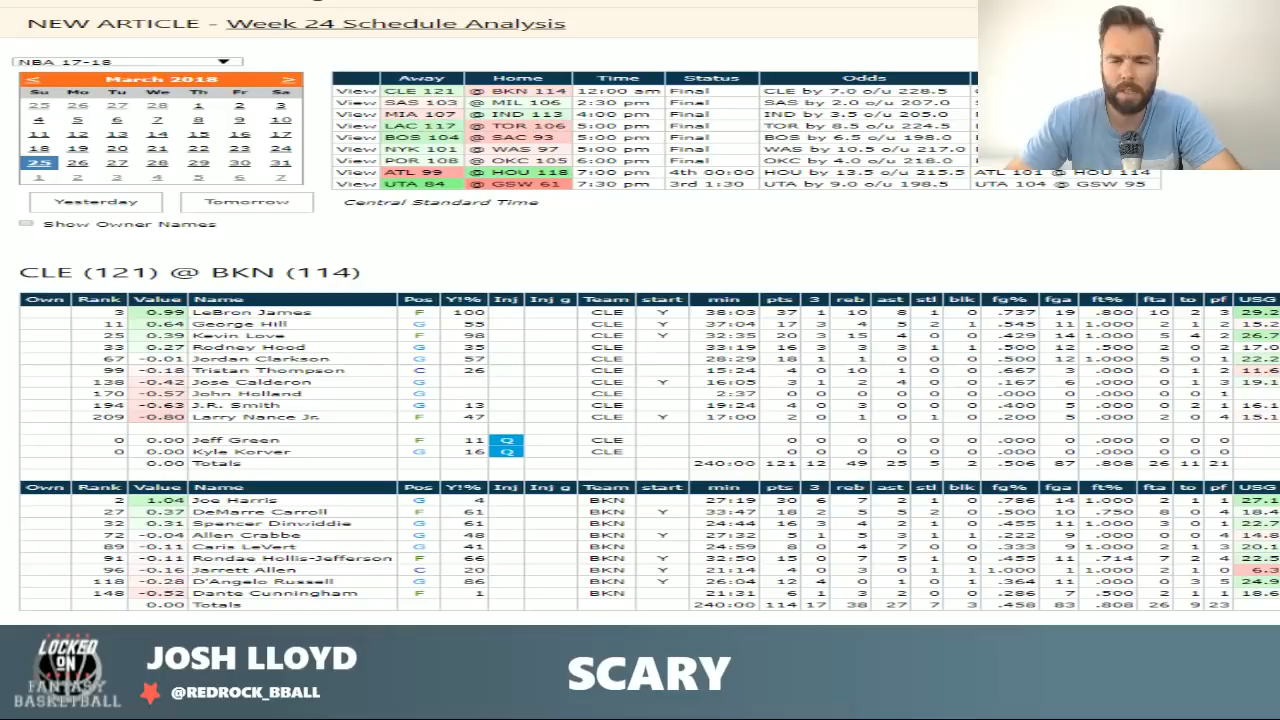 NEW ARTICLE - Week 24 Schedule Analysis
NBA 17-18
< March 2018 >
Su Mo Tu We Th Fr Sa
25 26 27 28 1 2 3
4 5 6 7 8 9 10
11 12 13 14 15 16 17
18 19 20 21 22 23 24
25 26 27 28 29 30 31
1 2 3 4 5 6 7
Yesterday Tomorrow
Show Owner Names
Away Home Time Status Odds
View CLE 121 @ BKN 114 12:00 am Final CLE by 7.0 o/u 228.5
View SAS 103 @ MIL 106 2:30 pm Final SAS by 2.0 o/u 207.0
View MIA 107 @ IND 113 4:00 pm Final IND by 3.5 o/u 205.0
View LAC 117 @ TOR 106 5:00 pm Final TOR by 8.5 o/u 224.5
View BOS 104 @ SAC 93 5:00 pm Final BOS by 6.5 o/u 198.0
View NYK 101 @ WAS 97 5:00 pm Final WAS by 10.5 o/u 217.0
View POR 108 @ OKC 105 6:00 pm Final OKC by 4.0 o/u 218.0
View ATL 99 @ HOU 118 7:00 pm 4th 00:00 HOU by 13.5 o/u 215.5 ATL 101 @ HOU 114
View UTA 84 @ GSW 61 7:30 pm 3rd 1:30 UTA by 9.0 o/u 198.5 UTA 104 @ GSW 95
Central Standard Time
CLE (121) @ BKN (114)
Own Rank Value Name Pos Y!% Inj Inj g Team start min pts 3 reb ast stl blk fg% fga ft% fta to pf USG
3 0.99 LeBron James F 100 CLE Y 38:03 37 1 10 8 1 0 .737 19 .800 10 2 3 29.2
11 0.64 George Hill G 55 CLE Y 37:04 17 3 4 5 2 1 .545 11 1.000 2 1 3 15.2
25 0.39 Kevin Love F 98 CLE Y 32:35 20 3 15 4 0 0 .429 14 1.000 5 4 2 26.7
33 0.27 Rodney Hood G 35 CLE 33:19 16 3 3 3 1 0 .500 12 .500 2 0 2 17.0
67 -0.01 Jordan Clarkson G 57 CLE 28:29 18 1 1 0 0 0 .500 12 1.000 5 0 1 22.2
99 -0.18 Tristan Thompson C 26 CLE 15:24 4 0 10 1 0 0 .667 3 .000 0 1 2 11.6
138 -0.42 Jose Calderon G CLE Y 16:05 3 1 2 4 0 0 .167 6 .000 0 1 3 19.1
170 -0.57 John Holland G CLE 2:37 0 0 0 0 0 0 .000 0 .000 0 0 1
194 -0.63 J.R. Smith G 13 CLE 19:24 4 0 3 0 0 0 .400 5 .000 0 2 1 16.1
209 -0.80 Larry Nance Jr. F 47 CLE Y 17:00 2 0 1 0 1 0 .200 5 .000 2 0 4 15.1
0 0.00 Jeff Green F 11 Q CLE 0 0 0 0 0 0 .000 0 .000 0 0 0
0 0.00 Kyle Korver G 16 Q CLE 0 0 0 0 0 0 .000 0 .000 0 0 0
0.00 Totals 240:00 121 12 49 25 5 2 .506 87 .808 26 11 21
Own Rank Value Name Pos Y!% Inj Inj g Team start min pts 3 reb ast stl blk fg% fga ft% fta to pf USG
2 1.04 Joe Harris G 4 BKN 27:19 30 6 7 2 1 0 .786 14 1.000 2 1 1 27.1
27 0.37 DeMarre Carroll F 61 BKN Y 33:47 18 2 5 5 2 0 .500 10 .750 8 0 4 18.4
32 0.31 Spencer Dinwiddie G 61 BKN 24:44 16 3 4 2 1 0 .455 11 1.000 3 0 1 22.7
72 -0.04 Allen Crabbe G 48 BKN Y 27:32 5 1 5 3 1 2 .222 9 .000 0 0 4 14.8
89 -0.11 Caris LeVert G 41 BKN 24:59 8 0 4 7 0 0 .333 9 1.000 2 1 3 20.1
91 -0.11 Rondae Hollis-Jefferson F 66 BKN Y 32:50 15 0 7 5 1 0 .455 11 .714 7 2 4 22.5
96 -0.16 Jarrett Allen C 20 BKN Y 21:14 4 0 3 0 1 1 1.000 1 1.000 2 1 0 6.3
118 -0.28 D'Angelo Russell G 86 BKN Y 26:04 12 4 0 1 0 1 .364 11 .000 0 3 5 24.9
148 -0.52 Dante Cunningham F 1 BKN 21:31 6 1 3 2 0 0 .286 7 .500 2 1 1 18.6
0.00 Totals 240:00 114 17 38 27 7 3 .458 83 .808 26 9 23
LOCKED
ON
FANTASY
BASKETBALL
JOSH LLOYD
@REDROCK_BBALL
SCARY